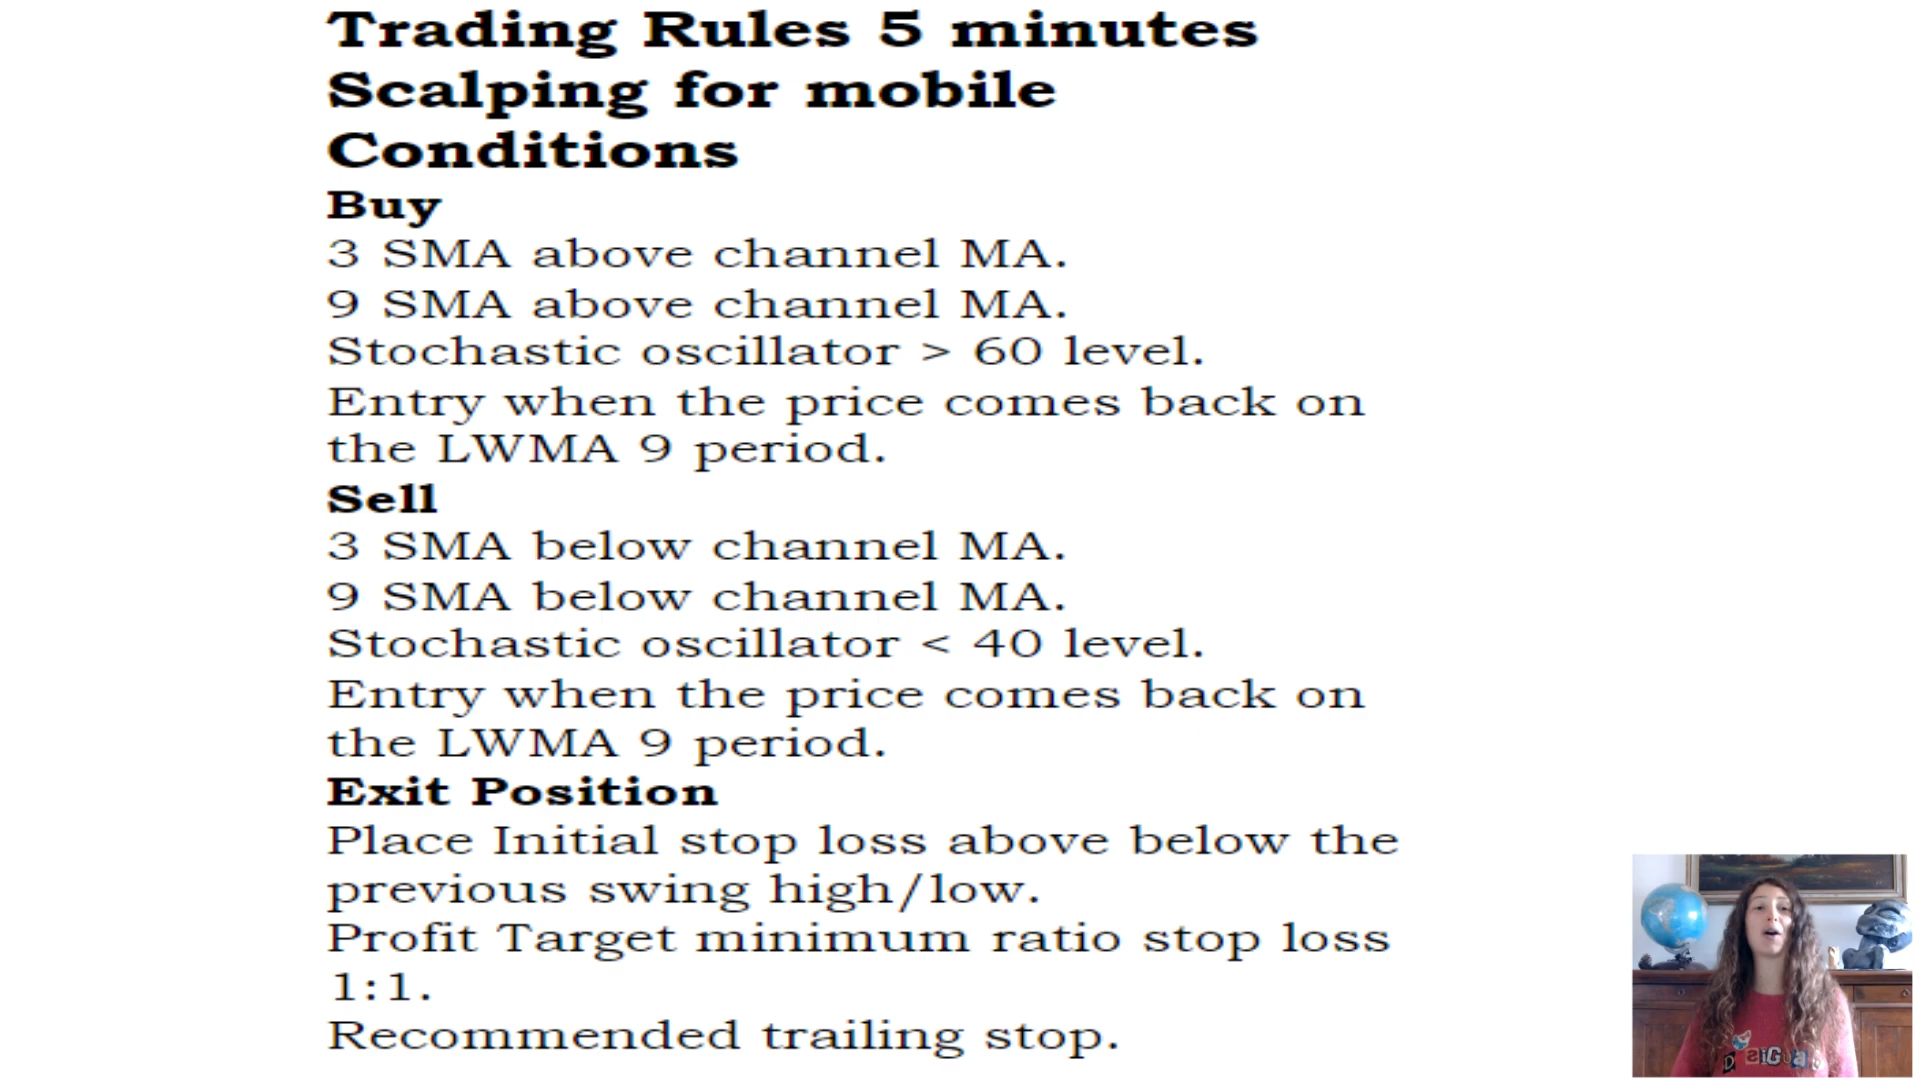 Trading Rules 5 minutes
Scalping for mobile
Conditions
Buy
3 SMA above channel MA.
9 SMA above channel MA.
Stochastic oscillator > 60 level.
Entry when the price comes back on
the LWMA 9 period.
Sell
3 SMA below channel MA.
9 SMA below channel MA.
Stochastic oscillator < 40 level.
Entry when the price comes back on
the LWMA 9 period.
Exit Position
Place Initial stop loss above below the
previous swing high/low.
Profit Target minimum ratio stop loss
1:1.
Recommended trailing stop.